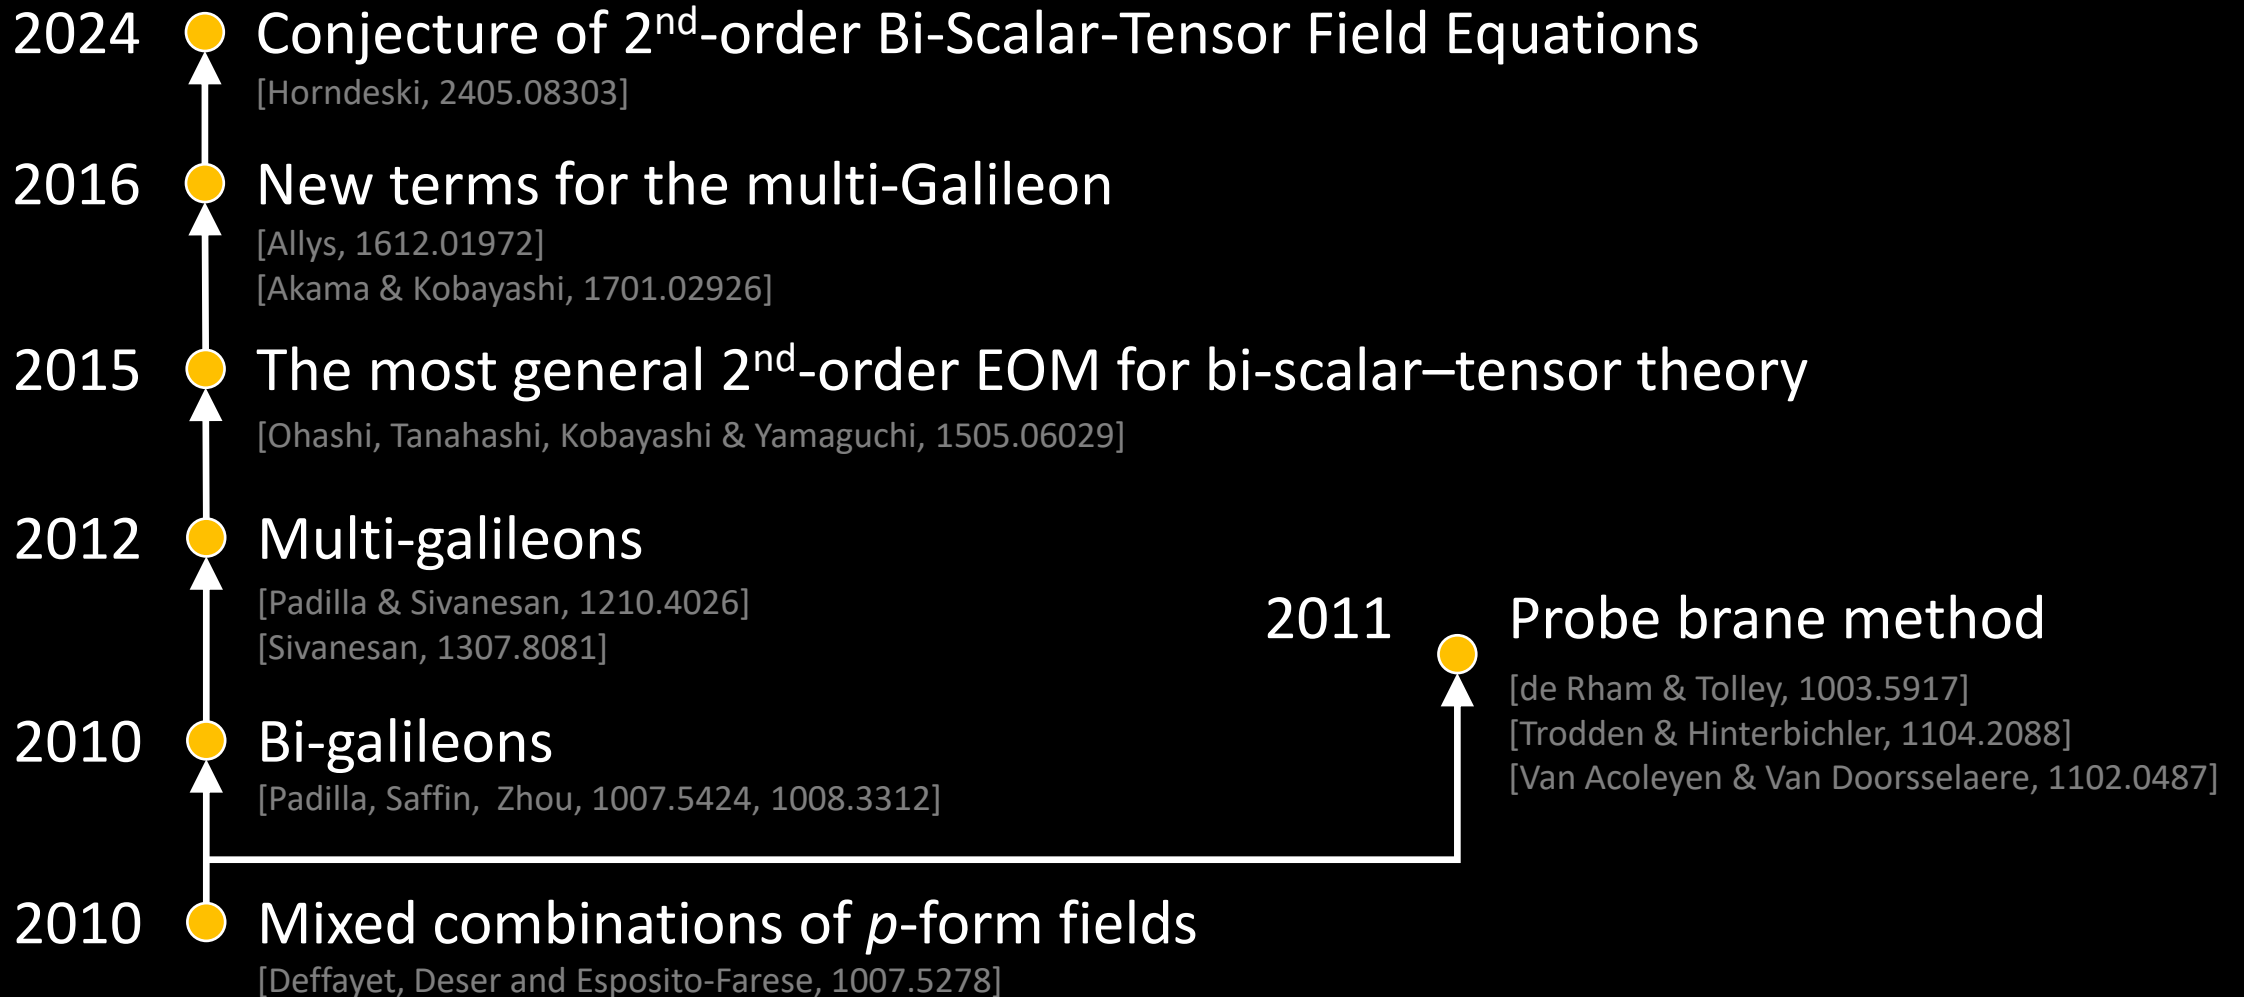 2024 Conjecture of 2nd-order Bi-Scalar-Tensor Field Equations
[Horndeski, 2405.08303]
2016 New terms for the multi-Galileon
[Allys, 1612.01972]
[Akama & Kobayashi, 1701.02926]
2015 The most general 2nd-order EOM for bi-scalar–tensor theory
[Ohashi, Tanahashi, Kobayashi & Yamaguchi, 1505.06029]
2012 Multi-galileons
[Padilla & Sivanesan, 1210.4026]
[Sivanesan, 1307.8081]
2011 Probe brane method
[de Rham & Tolley, 1003.5917]
[Trodden & Hinterbichler, 1104.2088]
[Van Acoleyen & Van Doorsselaere, 1102.0487]
2010 Bi-galileons
[Padilla, Saffin, Zhou, 1007.5424, 1008.3312]
2010 Mixed combinations of p-form fields
[Deffayet, Deser and Esposito-Farese, 1007.5278]